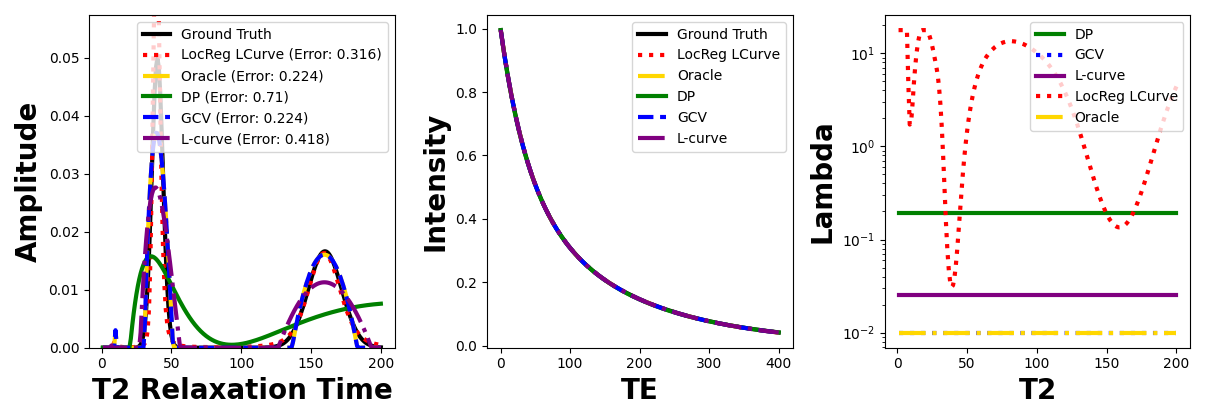 Amplitude
0.05
0.04
0.03
0.02
0.01
0.00
0
50
100
150
200
T2 Relaxation Time
Ground Truth
LocReg LCurve (Error: 0.316)
Oracle (Error: 0.224)
DP (Error: 0.71)
GCV (Error: 0.224)
L-curve (Error: 0.418)
Intensity
1.0
0.8
0.6
0.4
0.2
0.0
0
100
200
300
400
TE
Ground Truth
LocReg LCurve
Oracle
DP
GCV
L-curve
Lambda
10¹
10⁰
10⁻¹
10⁻²
0
50
100
150
200
T2
DP
GCV
L-curve
LocReg LCurve
Oracle